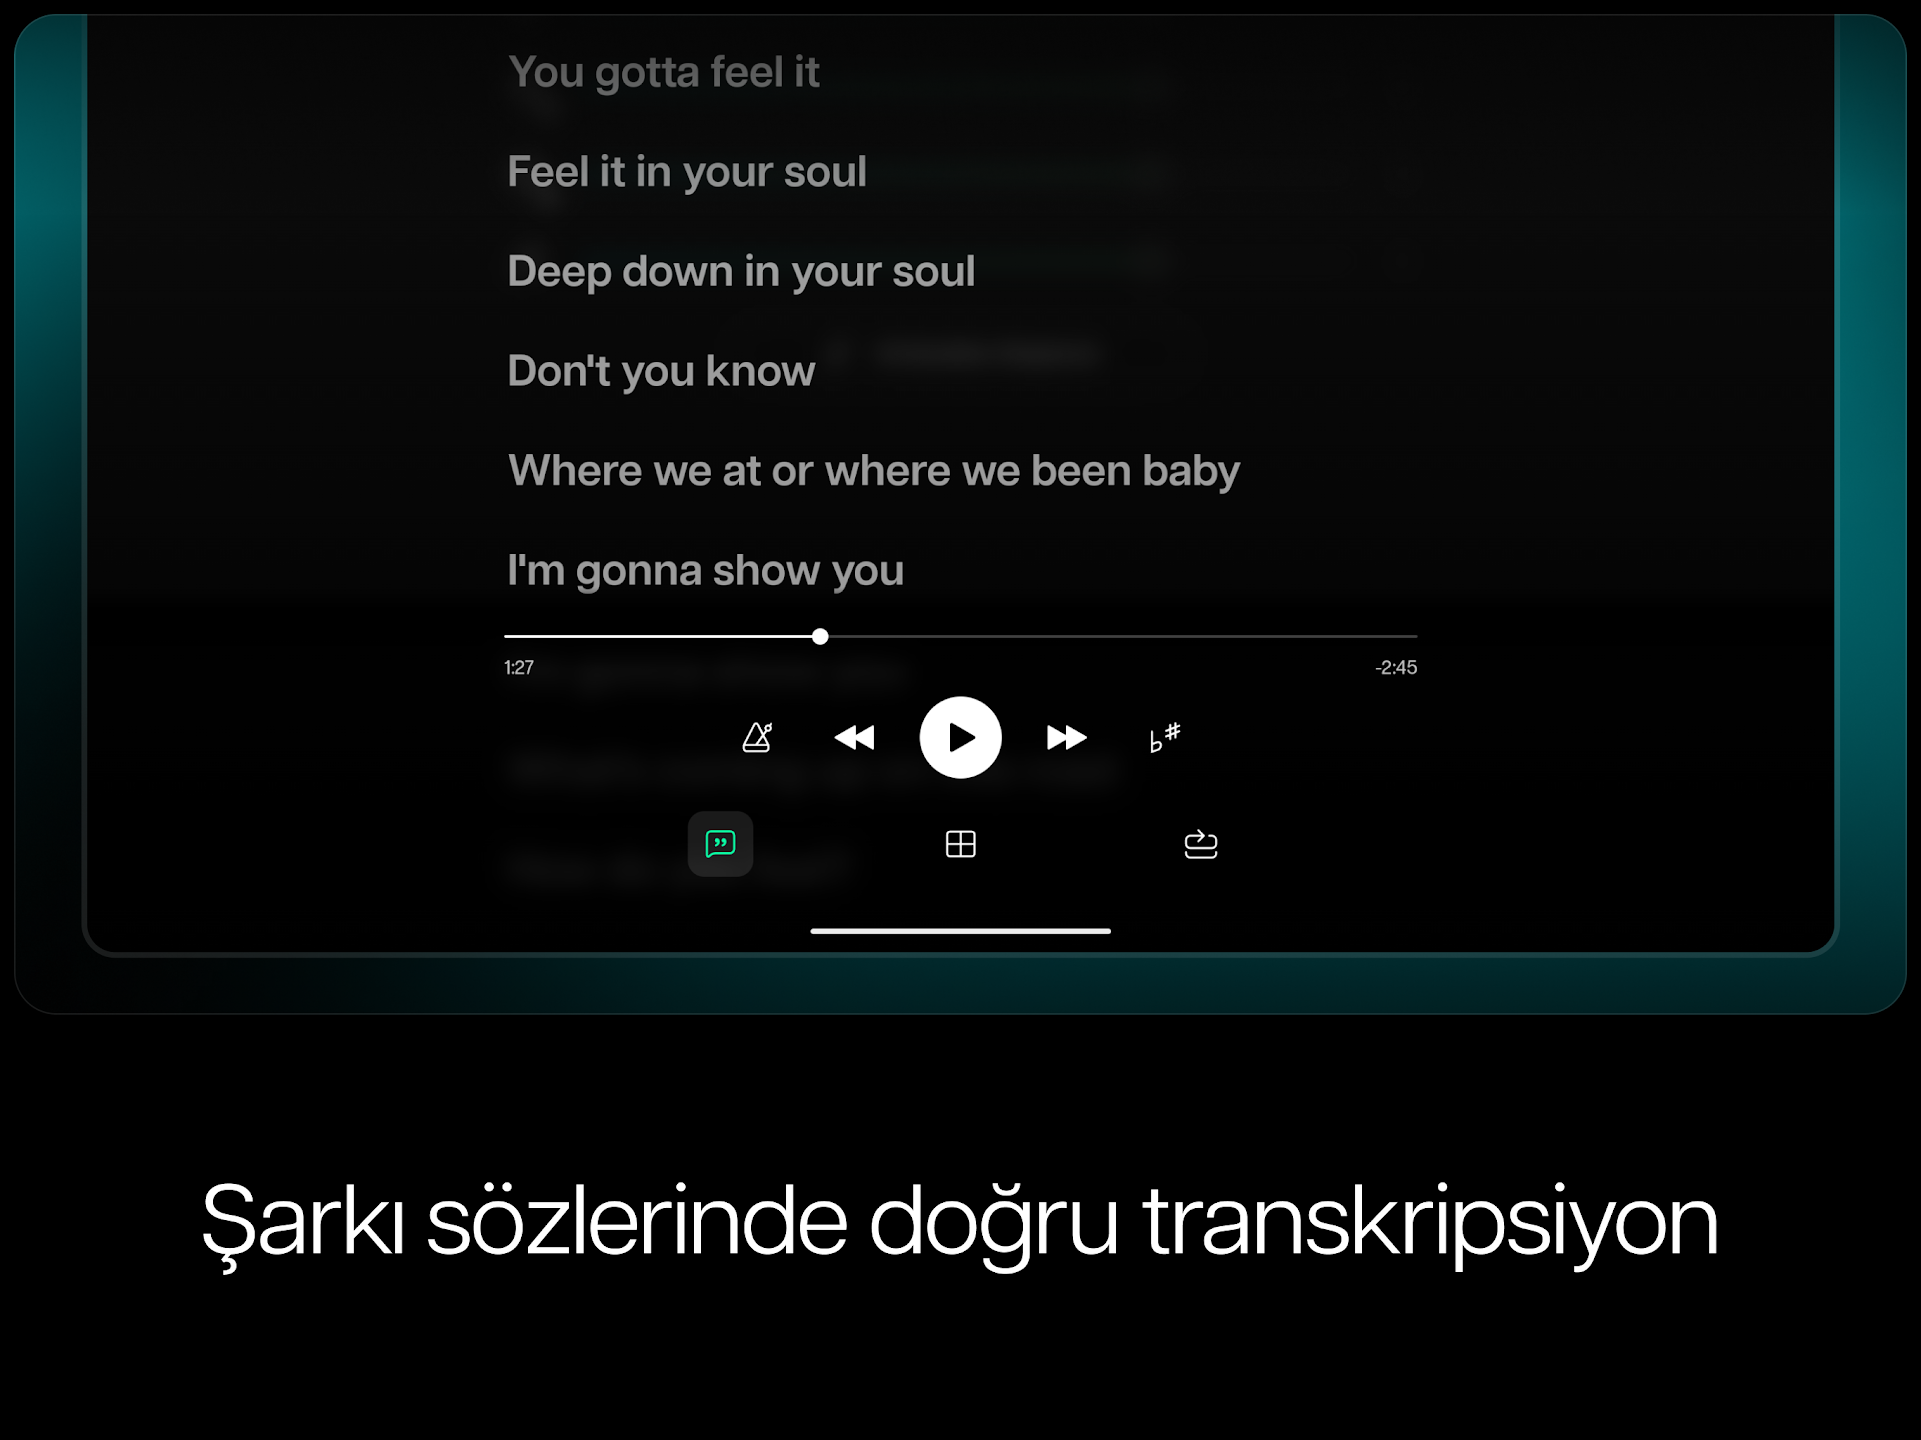 You gotta feel it
Feel it in your soul
Deep down in your soul
Don't you know
Where we at or where we been baby
I'm gonna show you
1:27
-2:45
Şarkı sözlerinde doğru transkripsiyon